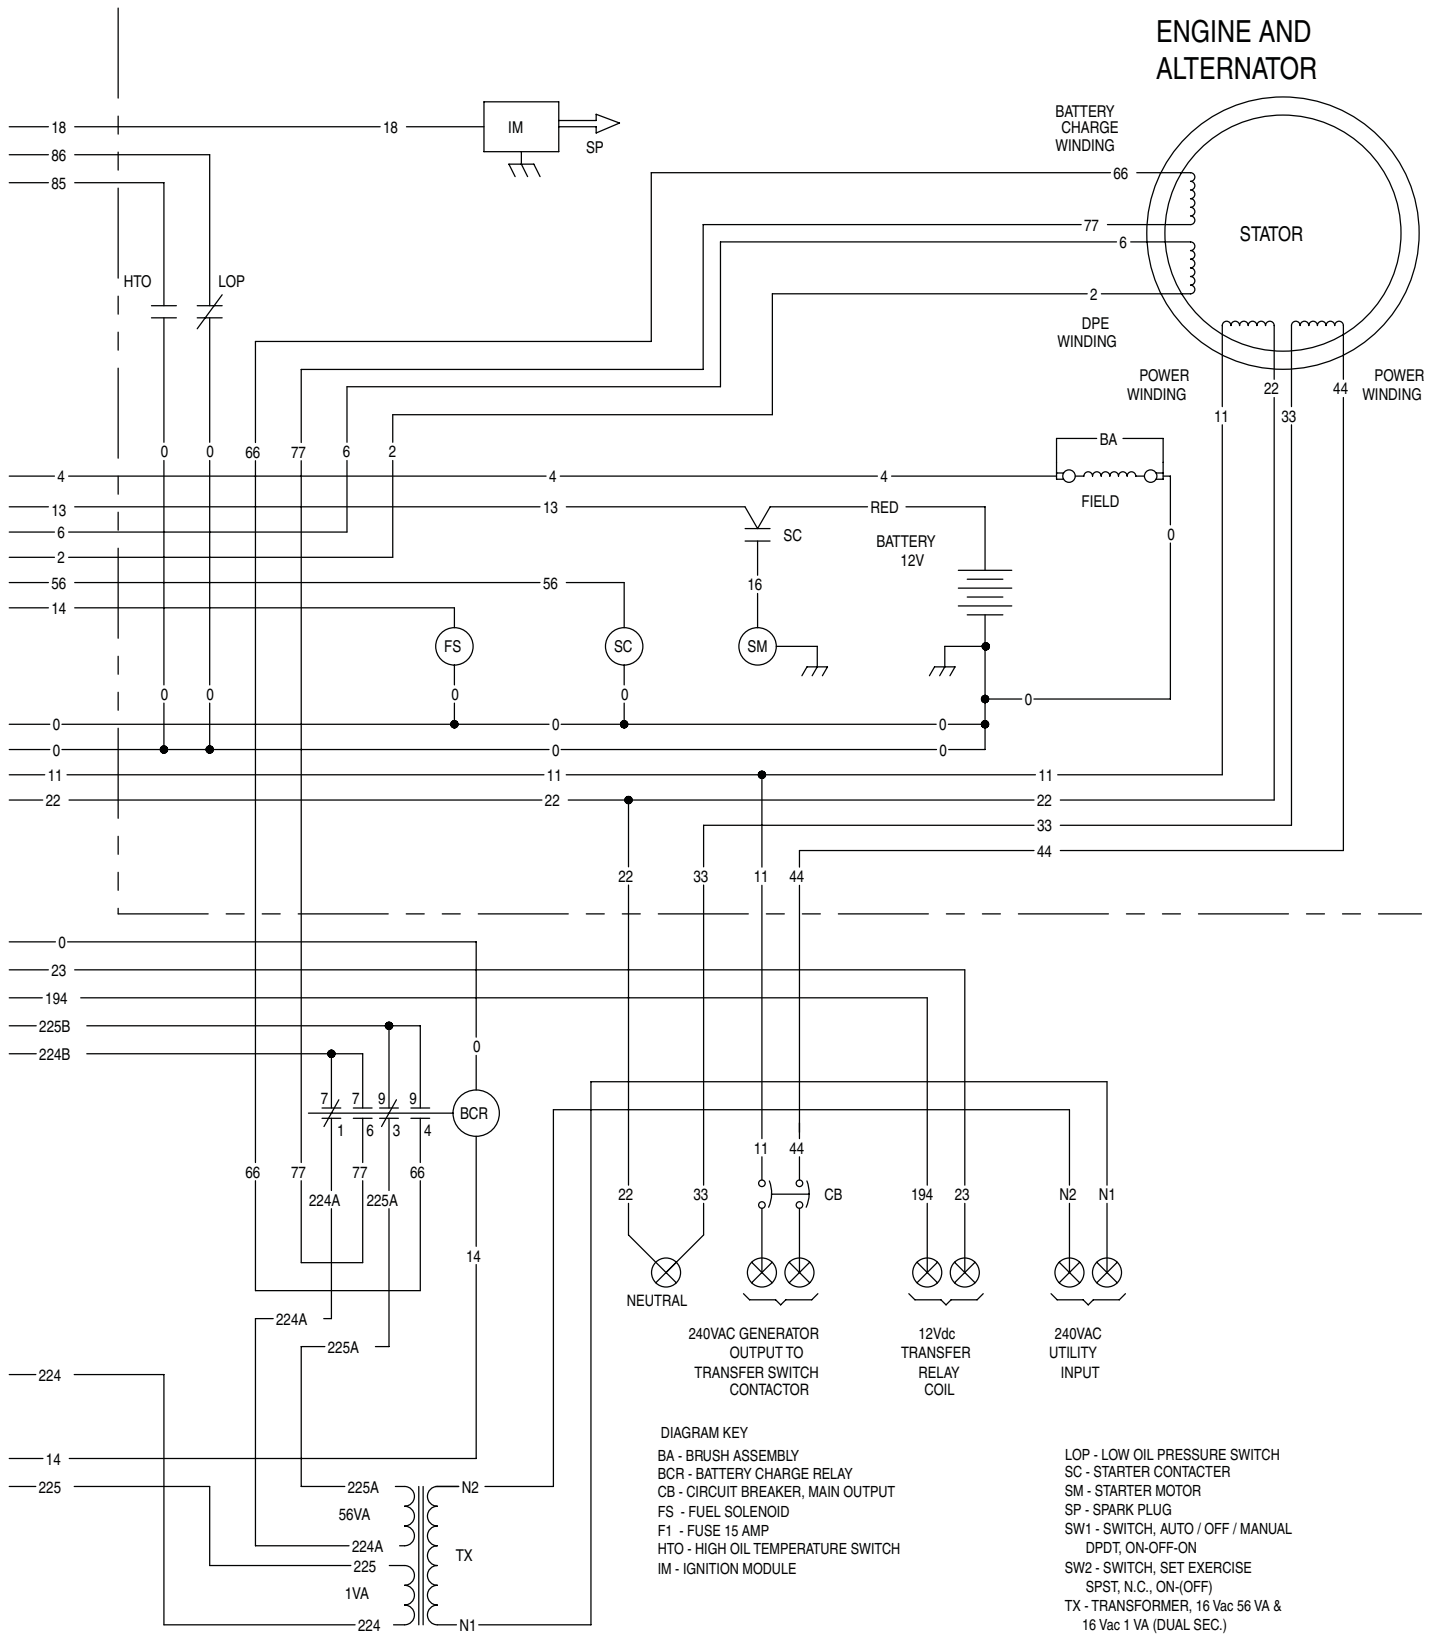 ENGINE AND
ALTERNATOR
BATTERY
CHARGE
WINDING
18
18
IM
SP
86
85
66
77
6
2
STATOR
HTO
LOP
DPE
WINDING
POWER
WINDING
22
44
POWER
WINDING
11
33
0
0
66
77
6
2
BA
4
4
4
FIELD
13
13
RED
SC
BATTERY
12V
0
6
2
56
56
16
14
FS
SC
SM
0
0
0
0
0
0
0
0
0
0
0
11
11
11
22
22
22
33
44
22
33
11
44
0
23
194
225B
0
224B
7
7
9
9
BCR
1
6
3
4
11
44
66
77
77
66
224A
225A
22
33
CB
194
23
N2
N1
14
NEUTRAL
224A
225A
240VAC GENERATOR
OUTPUT TO
TRANSFER SWITCH
CONTACTOR
12Vdc
TRANSFER
RELAY
COIL
240VAC
UTILITY
INPUT
224
14
225
225A
N2
56VA
224A
225
TX
1VA
224
N1
DIAGRAM KEY
BA - BRUSH ASSEMBLY
BCR - BATTERY CHARGE RELAY
CB - CIRCUIT BREAKER, MAIN OUTPUT
FS - FUEL SOLENOID
F1 - FUSE 15 AMP
HTO - HIGH OIL TEMPERATURE SWITCH
IM - IGNITION MODULE
LOP - LOW OIL PRESSURE SWITCH
SC - STARTER CONTACTER
SM - STARTER MOTOR
SP - SPARK PLUG
SW1 - SWITCH, AUTO / OFF / MANUAL
DPDT, ON-OFF-ON
SW2 - SWITCH, SET EXERCISE
SPST, N.C., ON-(OFF)
TX - TRANSFORMER, 16 Vac 56 VA &
16 Vac 1 VA (DUAL SEC.)